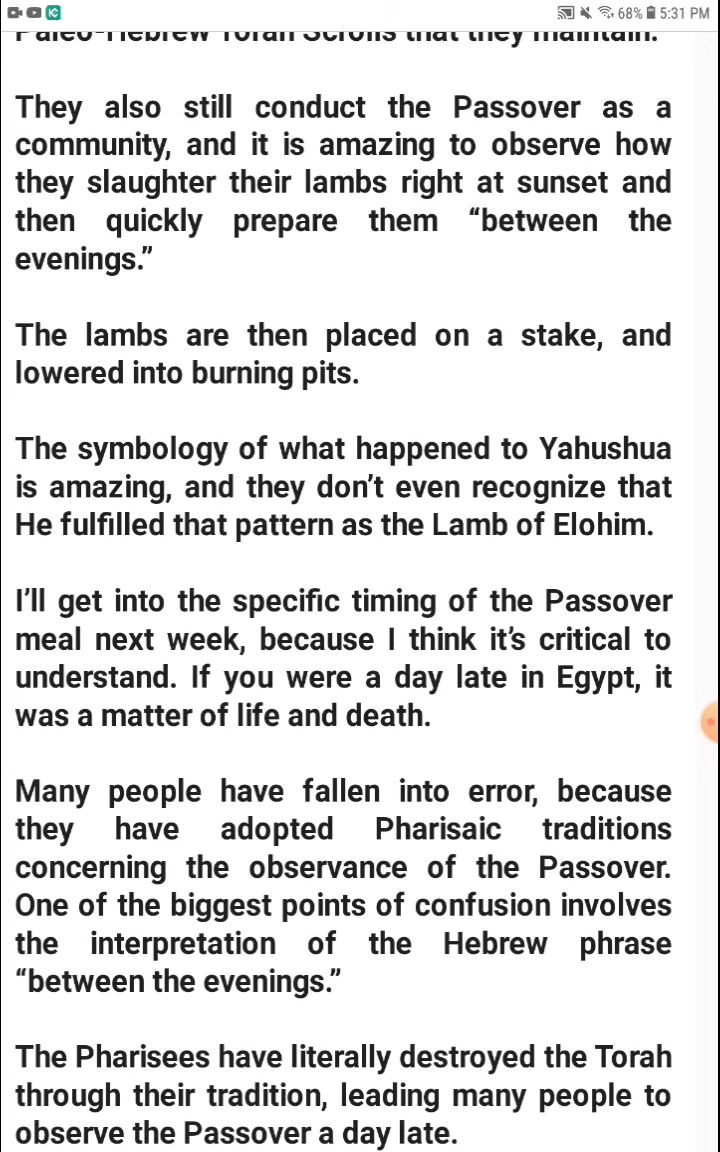 68% 5:31 PM
Paleo-Hebrew Torah Scrolls that they maintain.
They also still conduct the Passover as a
community, and it is amazing to observe how
they slaughter their lambs right at sunset and
then quickly prepare them “between the
evenings.”
The lambs are then placed on a stake, and
lowered into burning pits.
The symbology of what happened to Yahushua
is amazing, and they don’t even recognize that
He fulfilled that pattern as the Lamb of Elohim.
I’ll get into the specific timing of the Passover
meal next week, because I think it’s critical to
understand. If you were a day late in Egypt, it
was a matter of life and death.
Many people have fallen into error, because
they have adopted Pharisaic traditions
concerning the observance of the Passover.
One of the biggest points of confusion involves
the interpretation of the Hebrew phrase
“between the evenings.”
The Pharisees have literally destroyed the Torah
through their tradition, leading many people to
observe the Passover a day late.